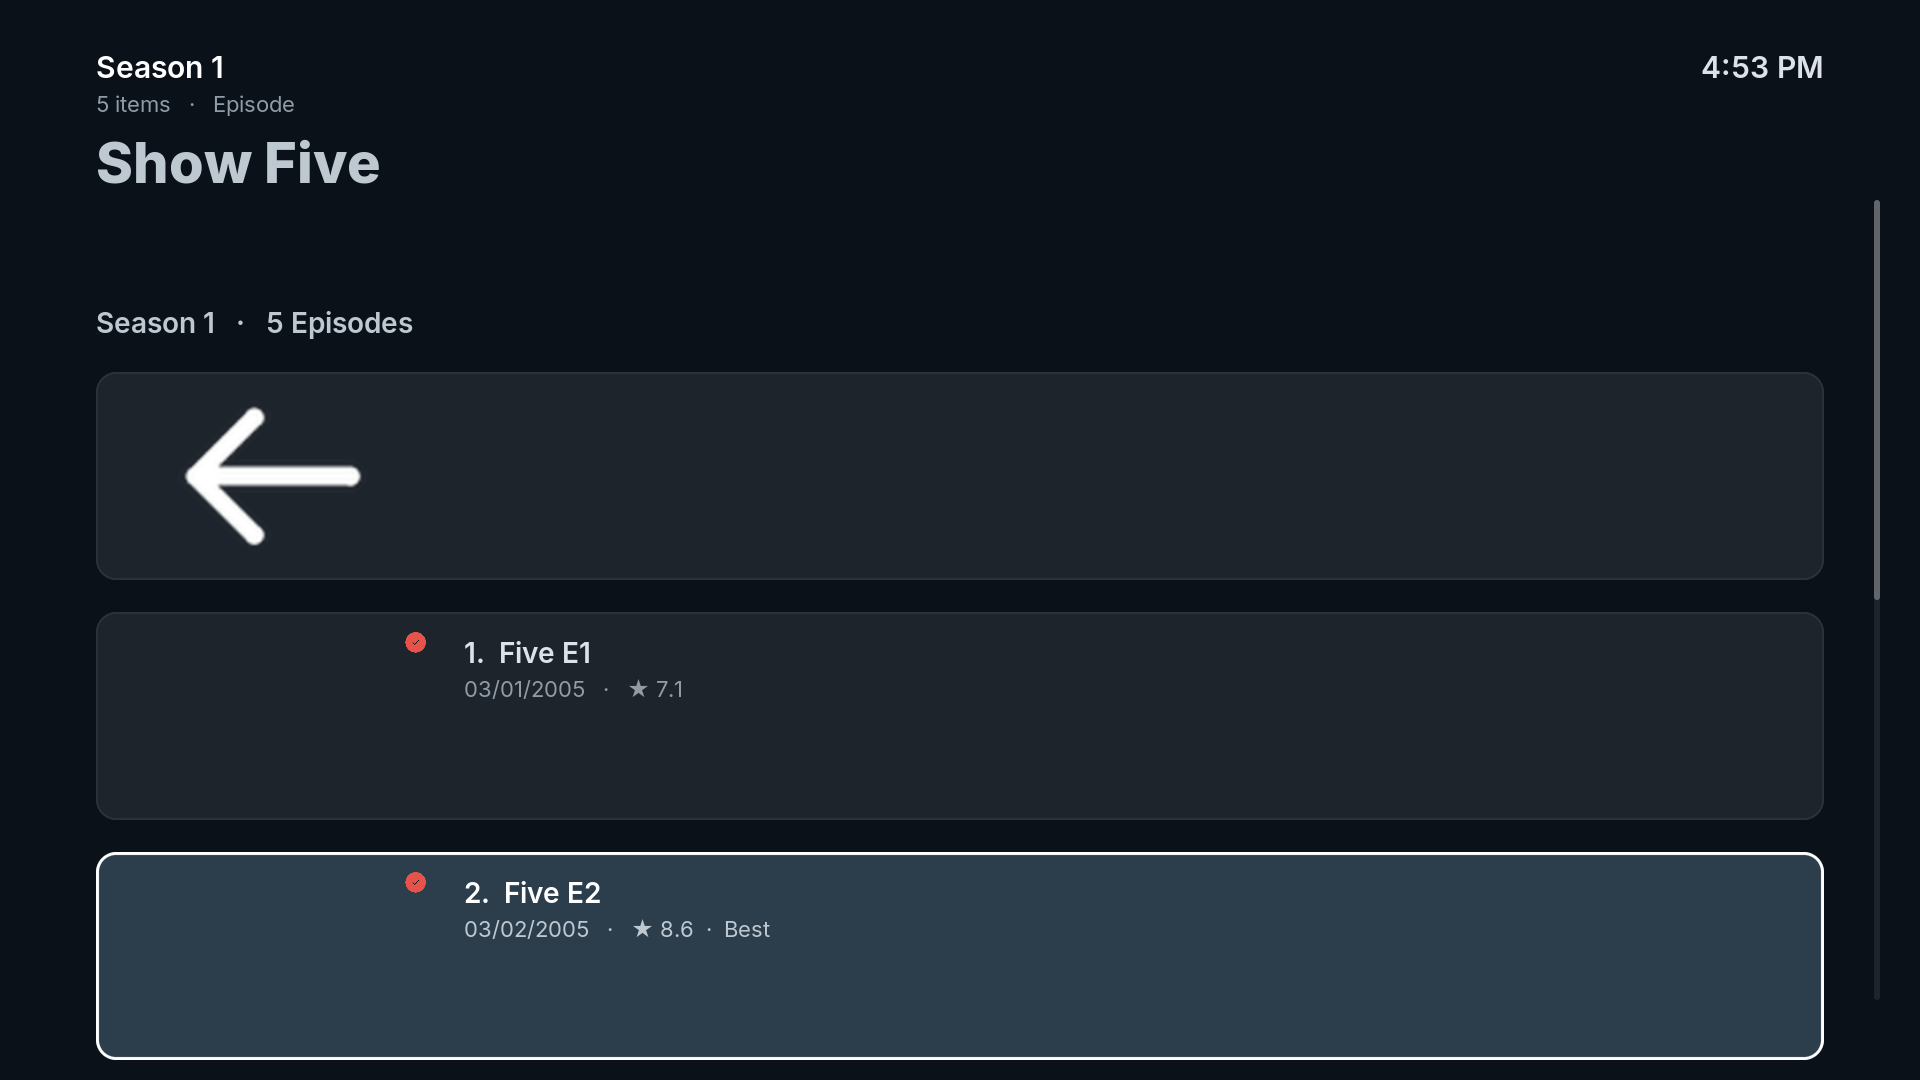 Season 1
4:53 PM
5 items · Episode
Show Five
Season 1 · 5 Episodes
1. Five E1
03/01/2005 · ★ 7.1
2. Five E2
03/02/2005 · ★ 8.6 · Best